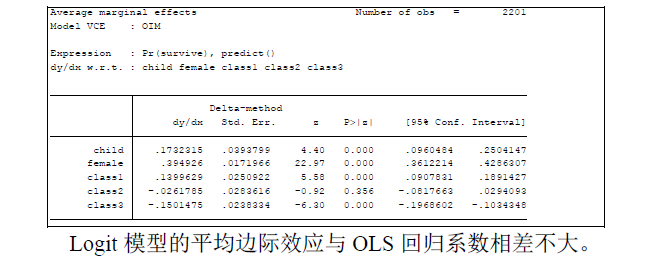 Average marginal effects Number of obs = 2201
Model VCE : OIM
Expression : Pr(survive), predict()
dy/dx w.r.t. : child female class1 class2 class3
Delta-method
dy/dx Std. Err. z P>|z| [95% Conf. Interval]
child .1732315 .0393799 4.40 0.000 .0960484 .2504147
female .394926 .0171966 22.97 0.000 .3612214 .4286307
class1 .1399629 .0250922 5.58 0.000 .0907831 .1891427
class2 -.0261785 .0283616 -0.92 0.356 -.0817663 .0294093
class3 -.1501475 .0238334 -6.30 0.000 -.1968602 -.1034348
Logit 模型的平均边际效应与 OLS 回归系数相差不大。